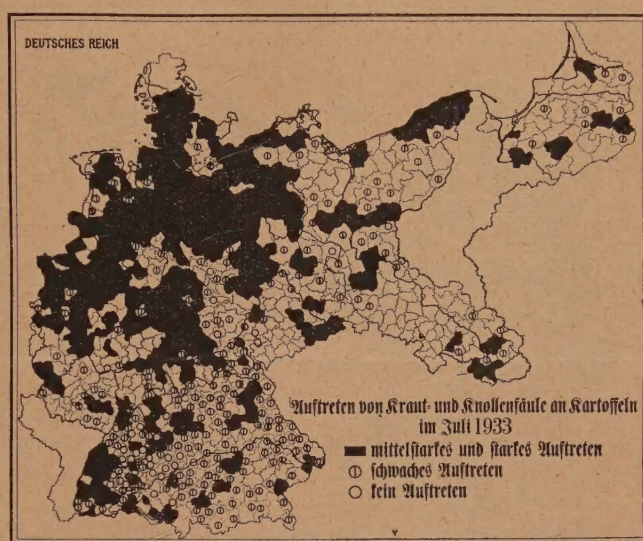 DEUTSCHES REICH
Auftreten von Kraut- und Knollenfäule an Kartoffeln
im Juli 1933
mittelstarkes und starkes Auftreten
schwaches Auftreten
kein Auftreten